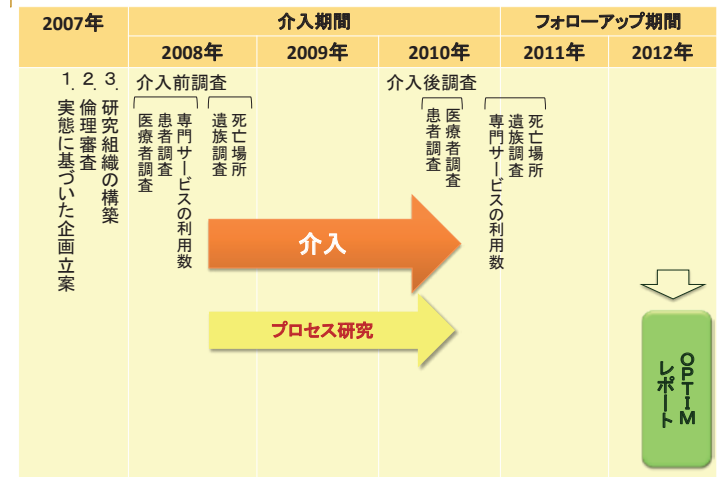 2007年
介入期間
フォローアップ期間
2008年
2009年
2010年
2011年
2012年
1. 実態に基づいた企画立案
2. 倫理審査
3. 研究組織の構築
介入前調査
医療者調査
患者調査
専門サービスの利用数
遺族調査
死亡場所
介入後調査
患者調査
医療者調査
専門サービスの利用数
遺族調査
死亡場所
介入
プロセス研究
OPTIM
レポート